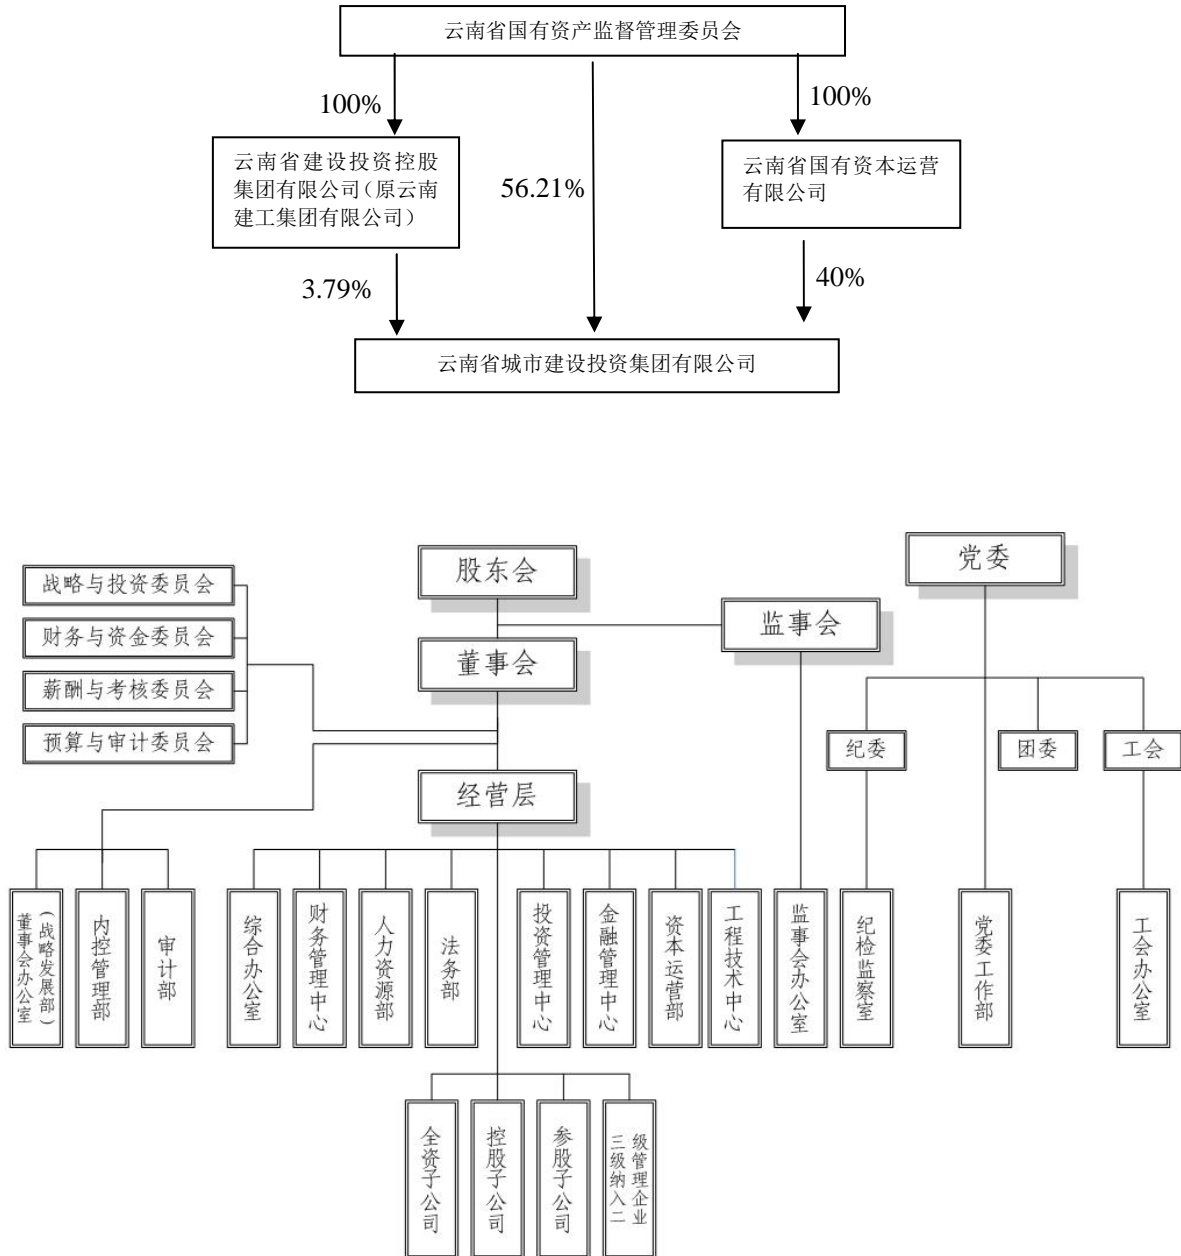 云南省国有资产监督管理委员会
100%
100%
云南省建设投资控股
集团有限公司（原云南
建工集团有限公司）
56.21%
云南省国有资本运营
有限公司
3.79%
40%
云南省城市建设投资集团有限公司
股东会
党委
战略与投资委员会
监事会
财务与资金委员会
董事会
薪酬与考核委员会
预算与审计委员会
纪委
团委
工会
经营层
董事会办公室
（战略发展部）
内控管理部
审计部
综合办公室
财务管理中心
人力资源部
法务部
投资管理中心
金融管理中心
资本运营部
工程技术中心
监事会办公室
纪检监察室
党委工作部
工会办公室
全资子公司
控股子公司
参股子公司
三级纳入二
级管理企业